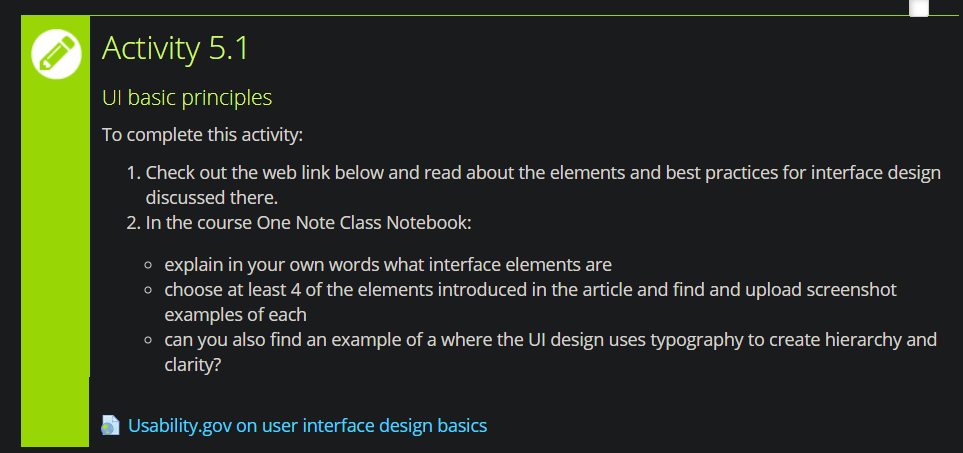 Activity 5.1
UI basic principles
To complete this activity:
1. Check out the web link below and read about the elements and best practices for interface design
discussed there.
2. In the course One Note Class Notebook:
◦ explain in your own words what interface elements are
◦ choose at least 4 of the elements introduced in the article and find and upload screenshot
examples of each
◦ can you also find an example of a where the UI design uses typography to create hierarchy and
clarity?
Usability.gov on user interface design basics